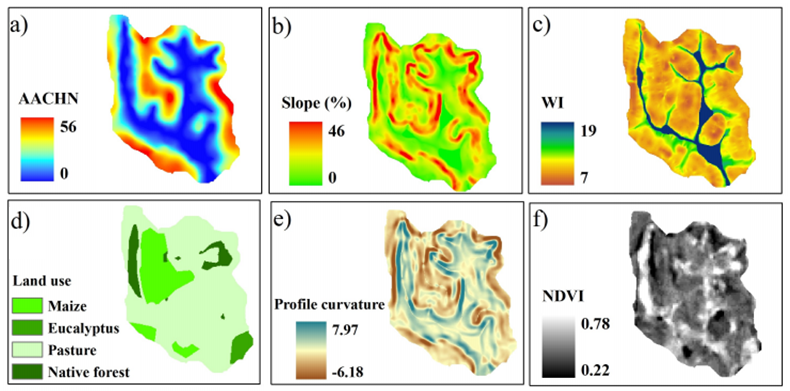 a)
AACHN
56
0
b)
Slope (%)
46
0
c)
WI
19
7
d)
Land use
Maize
Eucalyptus
Pasture
Native forest
e)
Profile curvature
7.97
-6.18
f)
NDVI
0.78
0.22